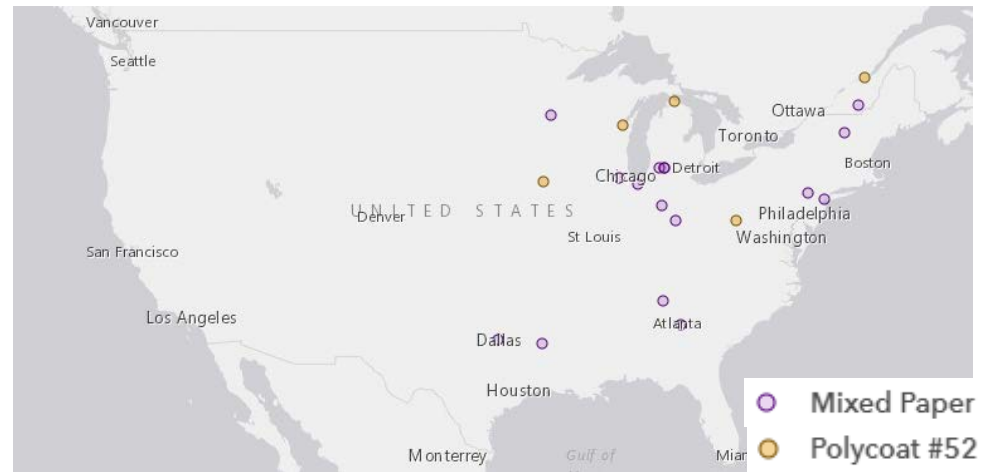 Vancouver
Seattle
Ottawa
Toronto
Boston
Detroit
Chicago
UNITED STATES
Denver
Philadelphia
St Louis
Washington
San Francisco
Los Angeles
Atlanta
Dallas
Houston
Mixed Paper
Monterrey
Gulf of
Miam
Polycoat #52